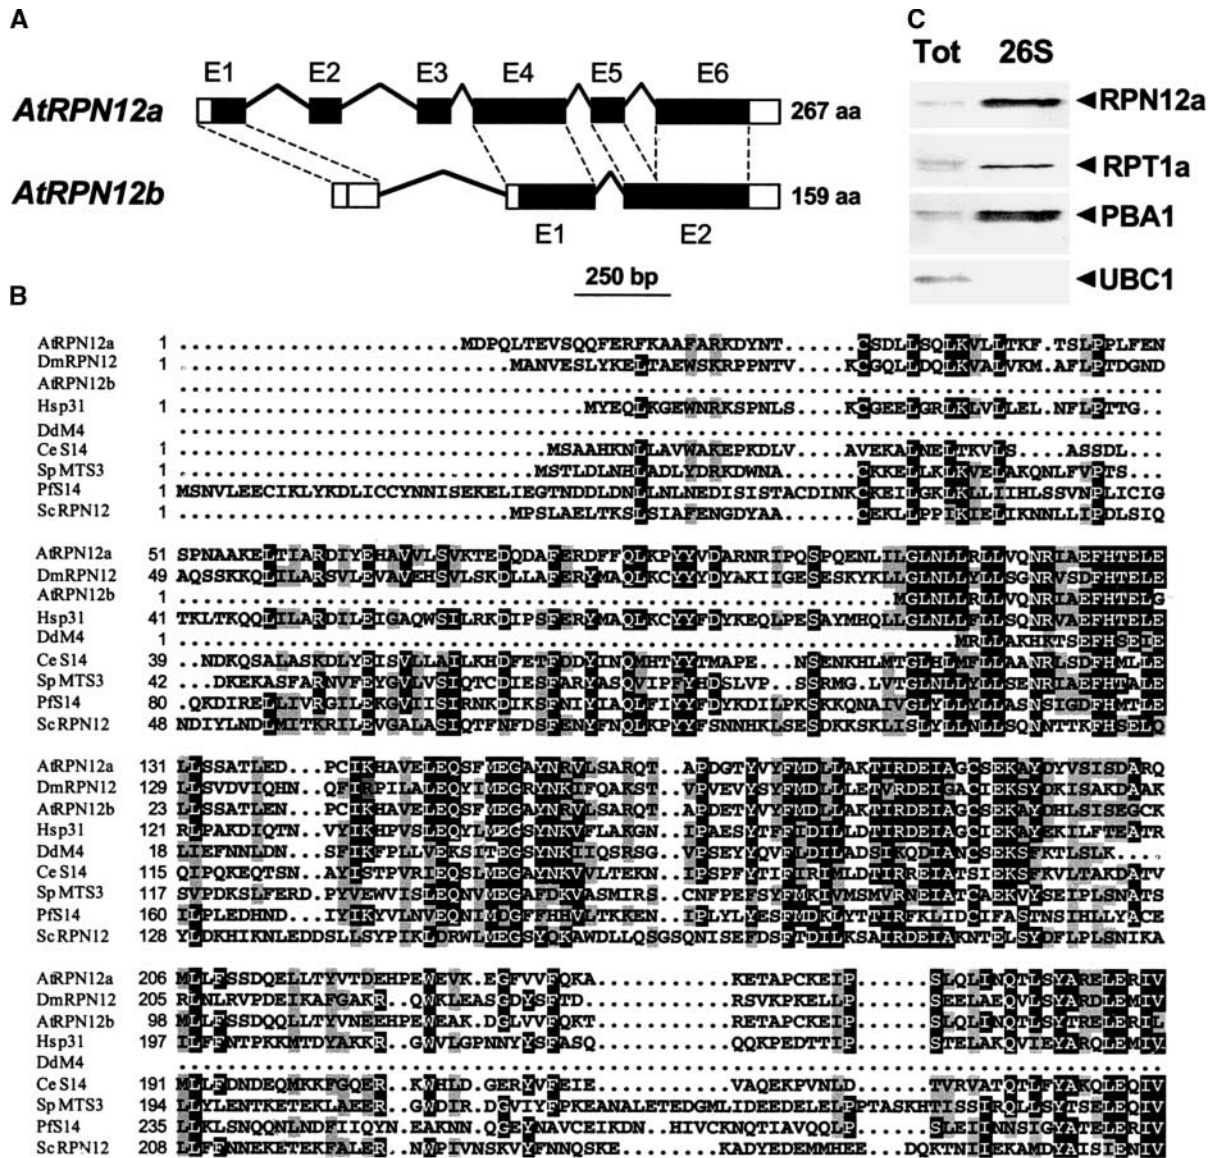 A
C
Tot 26S
E1 E2 E3 E4 E5 E6
AtRPN12a
267 aa
RPN12a
RPT1a
AtRPN12b
159 aa
PBA1
E1 E2
UBC1
250 bp
B
AtRPN12a 1 MDPQLTEVSQQFERFKAAFARKDYNT.....CSDLLSQLKVLLTKF.TSLPPLFEN
DmRPN12 1 MANVESLYKELTAEWSKRPPNTV....KCGQLLDQLKVALVKM.AFLPTDGND
AtRPN12b 1
Hsp31 1 MYEQLKGEWNRKSPNLS....KCGEELGRLKLVLLEL.NFLPTTG..
DdM4 1
CeS14 1 MSAAHKNLLAVWAKEPKDLV.....AVEKALNELTKVLS....ASSDL...
SpMTS3 1 MSTLDLNHLADLYDRKDWNA......CKKELLKLKVELAKQNLFVPTS...
PfS14 1 MSNVLEECIKLYKDLICCYNNISEKELIEGTNDDLDNLLNLNEDISISTACDINKCKEILGKLKLLIIHLSSVNPLICIG
ScRPN12 1 MPSLAELTKSLSIAFENGDYAA......CEKLLPPIKIELIKNNLLIPDLSIQ
AtRPN12a 51 SPNAAKELTIARDIYEHAVVLSVKTEDQDAFERDFFQLKPYYVDARNRIPQSPQENLILGLNLLRLLVQNRIAEFHTELE
DmRPN12 49 AQSSKKQLILARSVLEVAVEHSVLSKDLLAFERYMAQLKCYYYDYAKIIGESESKYKLLGLNLLYLLSGNRVSDFHTELE
AtRPN12b 1 MGLNLLRLLVQNRIAEFHTELG
Hsp31 41 TKLTKQQLILARDILEIGAQWSILRKDIPSFERYMAQLKCYYFDYKEQLPESAYMHQLLGLNLLFLLSQNRVAEFHTELE
DdM4 1 MRLLAKHKTSEFHSEIE
CeS14 39 ..NDKQSALASKDLYEISVLLAILKHDFETFDDYINQMHTYYTMAPE..NSENKHLMTGLHLMFLLAANRLSDFHMLLE
SpMTS3 42 ...DKEKASFARNVFEYGVLVSIQTCDIESFARYASQVIPFYHDSLVP..SSRMG.LVTGLNLLYLLSENRIAEFHTALE
PfS14 80 .QKDIRELLIVRGILEKGVIISIRNKDIKSFNIYIAQLFIYYFDYKDILPKSKKQNAIVGLYLLYLLASNSIGDFHMTLE
ScRPN12 48 NDIYLNDLMITKRILEVGALASIQTFNFDSFENYFNQLKPYYFSNNHKLSESDKKSKLISLYLLNLLSQNNTTKFHSELQ
AtRPN12a 131 LLSSATLED...PCIKHAVELEQSFMEGAYNRVLSARQT..APDGTYVYFMDLLAKTIRDEIAGCSEKAYDYVSISDARQ
DmRPN12 129 LLSVDVIQHN..QFIRPILALEQYIMEGRYNKIFQAKST..VPVEVYSYFMDLLLETVRDEIGACIEKSYDKISAKDAAK
AtRPN12b 23 LLSSATLEN...PCIKHAVELEQSFMEGAYNRVLSARQT..APDETYVYFMDLLAKTIRDEIAGCSEKAYDHLSISEGCK
Hsp31 121 RLPAKDIQTN..VYIKHPVSLEQYLMEGSYNKVFLAKGN..IPAESYTFFIDILLDTIRDEIAGCIEKAYEKILFTEATR
DdM4 18 LIEFNNLDN...SFIKFPLLVEKSITEGSYNKIIQSRSG..VPSEYYQVFLDILADSIKQDIANCSEKSFKTLSLK....
CeS14 115 QIPQKEQTSN..AYISTPVRIEQSLMEGAYNKVVLTEKN..IPSPFYTIFIRIMLDTIRREIATSIEKSFKVLTAKDATV
SpMTS3 117 SVPDKSLFERD.PYVEWVISLEQNVMEGAFDKVASMIRS..CNFPEFSYFMKIVMSMVRNEIATCAEKVYSEIPLSNATS
PfS14 160 ILPLEDHND...IYIKYVLNVEQNIMDGFFHHVLTKKEN..IPLYLYESFMDKLYTTIRFKLIDCIFASTNSIHLLYACE
ScRPN12 128 YLDKHIKNLEDDSLLSYPIKLDRWLMEGSYQKAWDLLQSGSQNISEFDSFTDILKSAIRDEIAKNTELSYDFLPLSNIKA
AtRPN12a 206 MLLFSSDQELLTYVTDEHPEWEVK.EGFVVFQKA...........KETAPCKEIP......SLQLINQTLSYARELERIV
DmRPN12 205 RLNLRVPDEIKAFGAKR..QWKLEASGDYSFTD............RSVKPKELLP......SEELAEQVLSYARDLEMIV
AtRPN12b 98 MLLFSSDQQLLTYVNEEHPEWEAK.DGLVVFQKT...........RETAPCKEIP......SLQLINQTLSYTRELERIL
Hsp31 197 ILFFNTPKKMTDYAKKR..GWVLGPNNYYSFASQ...........QQKPEDTTIP......STELAKQVIEYARQLEMIV
DdM4
CeS14 191 MLLFDNDEQMKKFGQER..KWHLD.GERYVFEIE...........VAQEKPVNLD......TVRVATQTLFYAKQLEQIV
SpMTS3 194 LLYLENTKETEKLAEER..GWDIR.DGVIYFPKEANALETEDGMLIDEEDELELPPTASKHTISSIRQLLSYTSELEQIV
PfS14 235 LLKLSNQQNLNDFIIQYN.EAKNN.QGEYNAVCEIKDN..HIVCKNQTIAVQQLP......SLEIINNSIGYATELERIV
ScRPN12 208 LLFFNNEKETEKFALER..NWPIVNSKVYFNNQSKE.....KADYEDEMMHEE...DQKTNIIEKAMDYAISIENIV